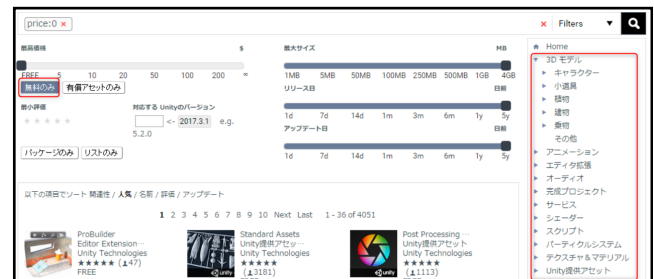 price:0 ×
× Filters ▼
最高価格 $
FREE 5 10 20 50 100 200 ∞
無料のみ 有償アセットのみ
最小評価
対応する Unityのバージョン
<- 2017.3.1 e.g. 5.2.0
パッケージのみ リストのみ
最大サイズ MB
1MB 5MB 50MB 100MB 250MB 500MB 1GB 4GB
リリース日 日前
1d 7d 14d 1m 3m 6m 1y 5y
アップデート日 日前
1d 7d 14d 1m 3m 6m 1y 5y
以下の項目でソート 関連性 / 人気 / 名前 / 評価 / アップデート
1 2 3 4 5 6 7 8 9 10 Next Last 1 - 36 of 4051
ProBuilder
Editor Extension…
Unity Technologies
★★★★★ (47)
FREE
Standard Assets
Unity提供アセッ…
Unity Technologies
★★★★★
(3181)
unity
Post Processing …
Unity提供アセット
Unity Technologies
★★★★★
(1113)
unity
Home
3D モデル
キャラクター
小道具
植物
建物
乗物
その他
アニメーション
エディタ拡張
オーディオ
完成プロジェクト
サービス
シェーダー
スクリプト
パーティクルシステム
テクスチャ＆マテリアル
Unity提供アセット